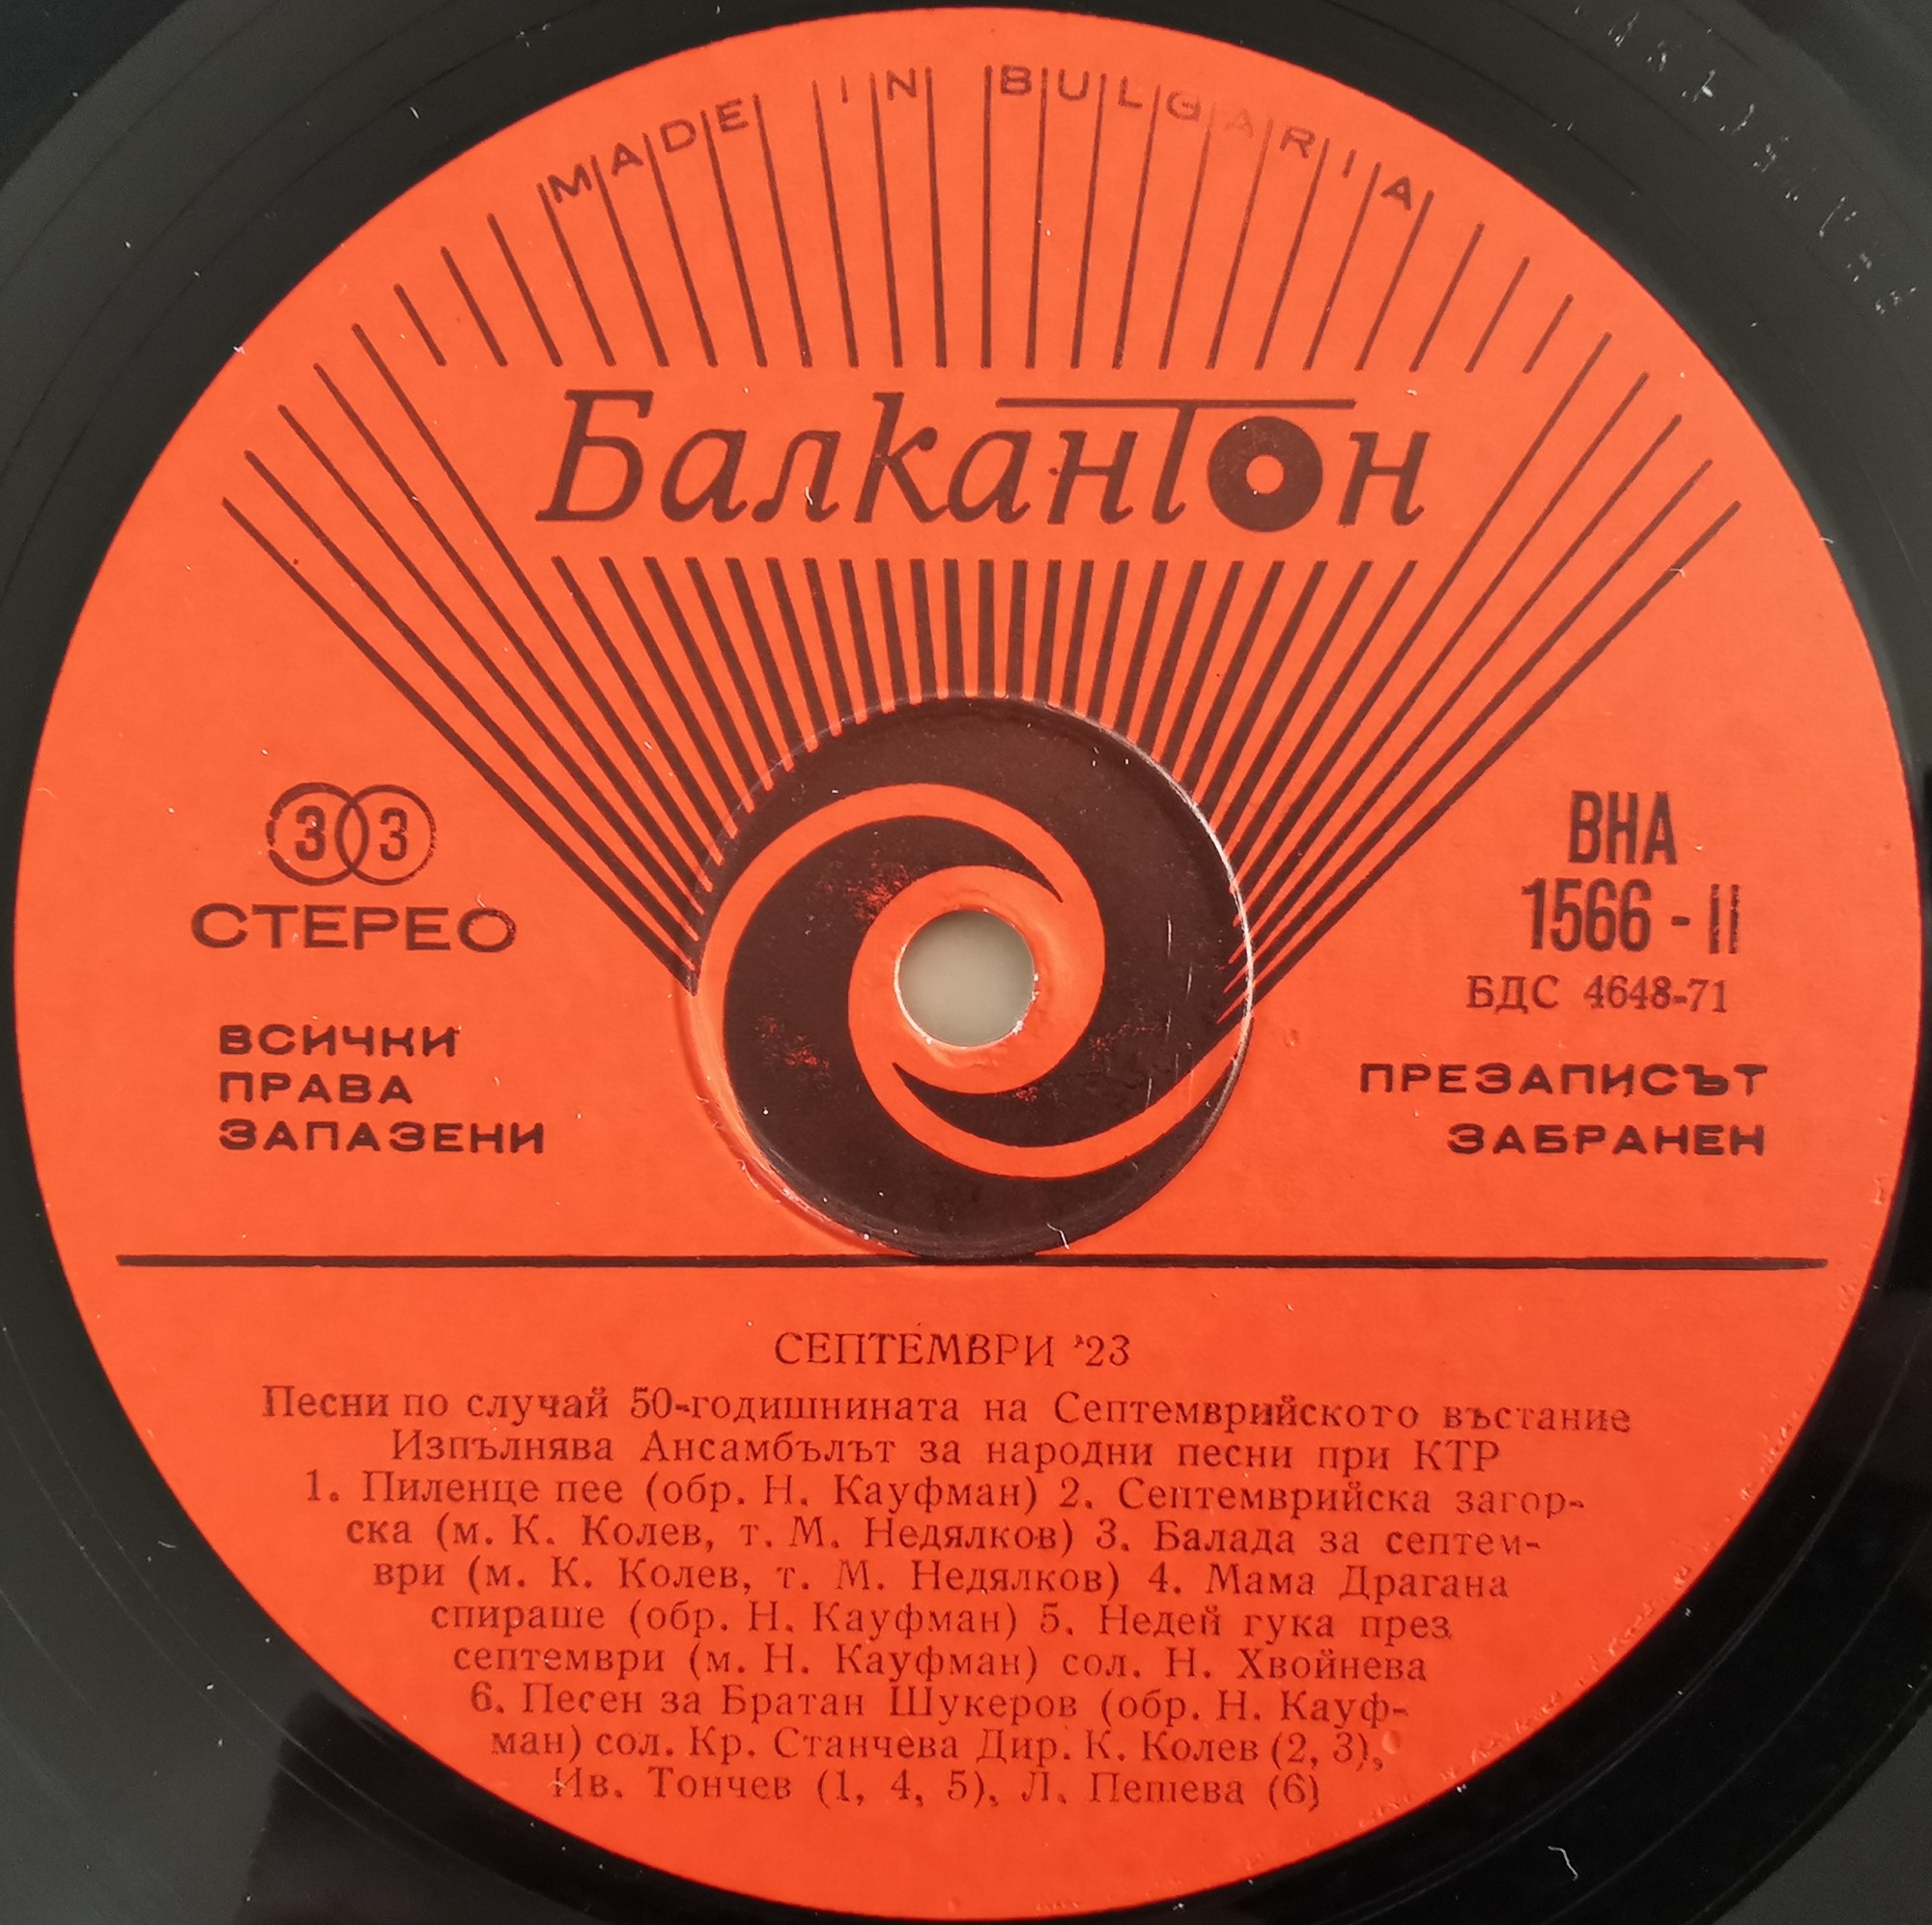 MADE IN BULGARIA
Балкантон
33
СТЕРЕО
ВСИЧКИ
ПРАВА
ЗАПАЗЕНИ
ВНА
1566 - II
БДС 4648-71
ПРЕЗАПИСЪТ
ЗАБРАНЕН
СЕПТЕМВРИ '23
Песни по случай 50-годишнината на Септемврийското въстание
Изпълнява Ансамбълът за народни песни при КТР
1. Пиленце пее (обр. Н. Кауфман) 2. Септемврийска загор-
ска (м. К. Колев, т. М. Недялков) 3. Балада за септем-
ври (м. К. Колев, т. М. Недялков) 4. Мама Драгана
спираше (обр. Н. Кауфман) 5. Недей гука през
септември (м. Н. Кауфман) сол. Н. Хвойнева
6. Песен за Братан Шукеров (обр. Н. Кауф-
ман) сол. Кр. Станчева Дир. К. Колев (2, 3),
Ив. Тончев (1, 4, 5), Л. Пешева (6)